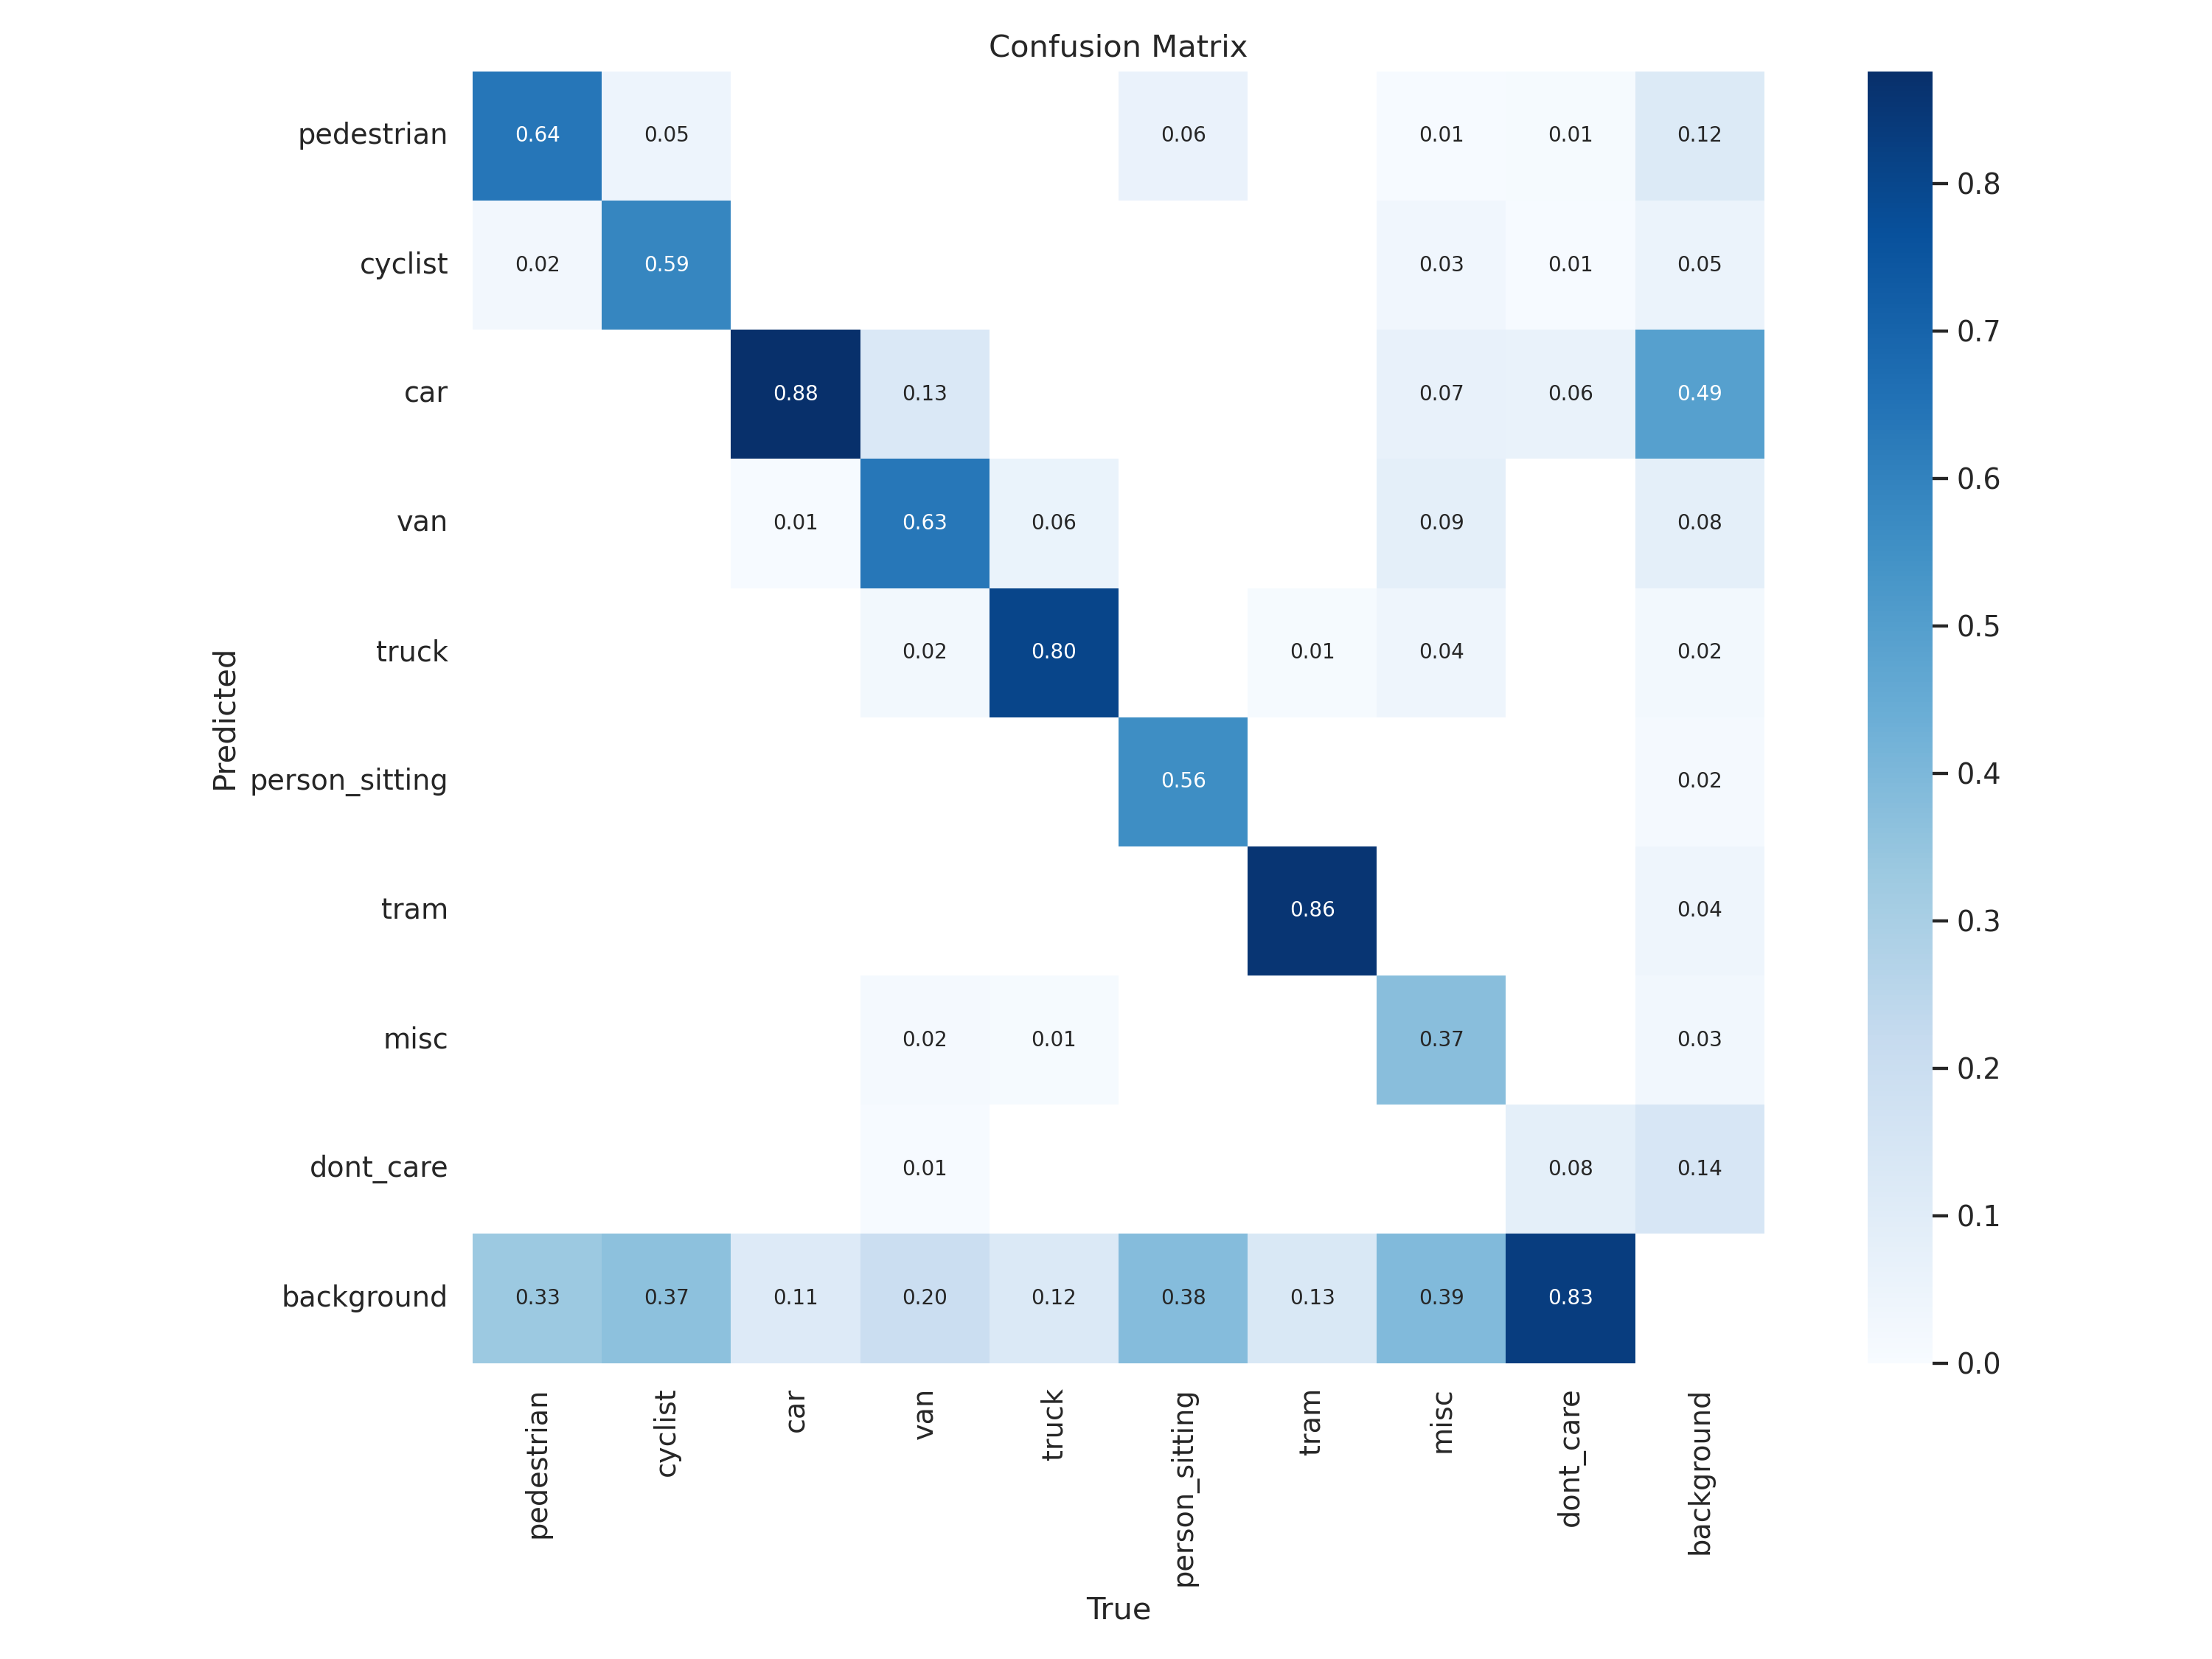 Confusion Matrix
pedestrian 0.64 0.05 0.06 0.01 0.01 0.12
cyclist 0.02 0.59 0.03 0.01 0.05
car 0.88 0.13 0.07 0.06 0.49
van 0.01 0.63 0.06 0.09 0.08
truck 0.02 0.80 0.01 0.04 0.02
person_sitting 0.56 0.02
tram 0.86 0.04
misc 0.02 0.01 0.37 0.03
dont_care 0.01 0.08 0.14
background 0.33 0.37 0.11 0.20 0.12 0.38 0.13 0.39 0.83
Predicted
pedestrian
cyclist
car
van
truck
person_sitting
tram
misc
dont_care
background
True
0.8
0.7
0.6
0.5
0.4
0.3
0.2
0.1
0.0